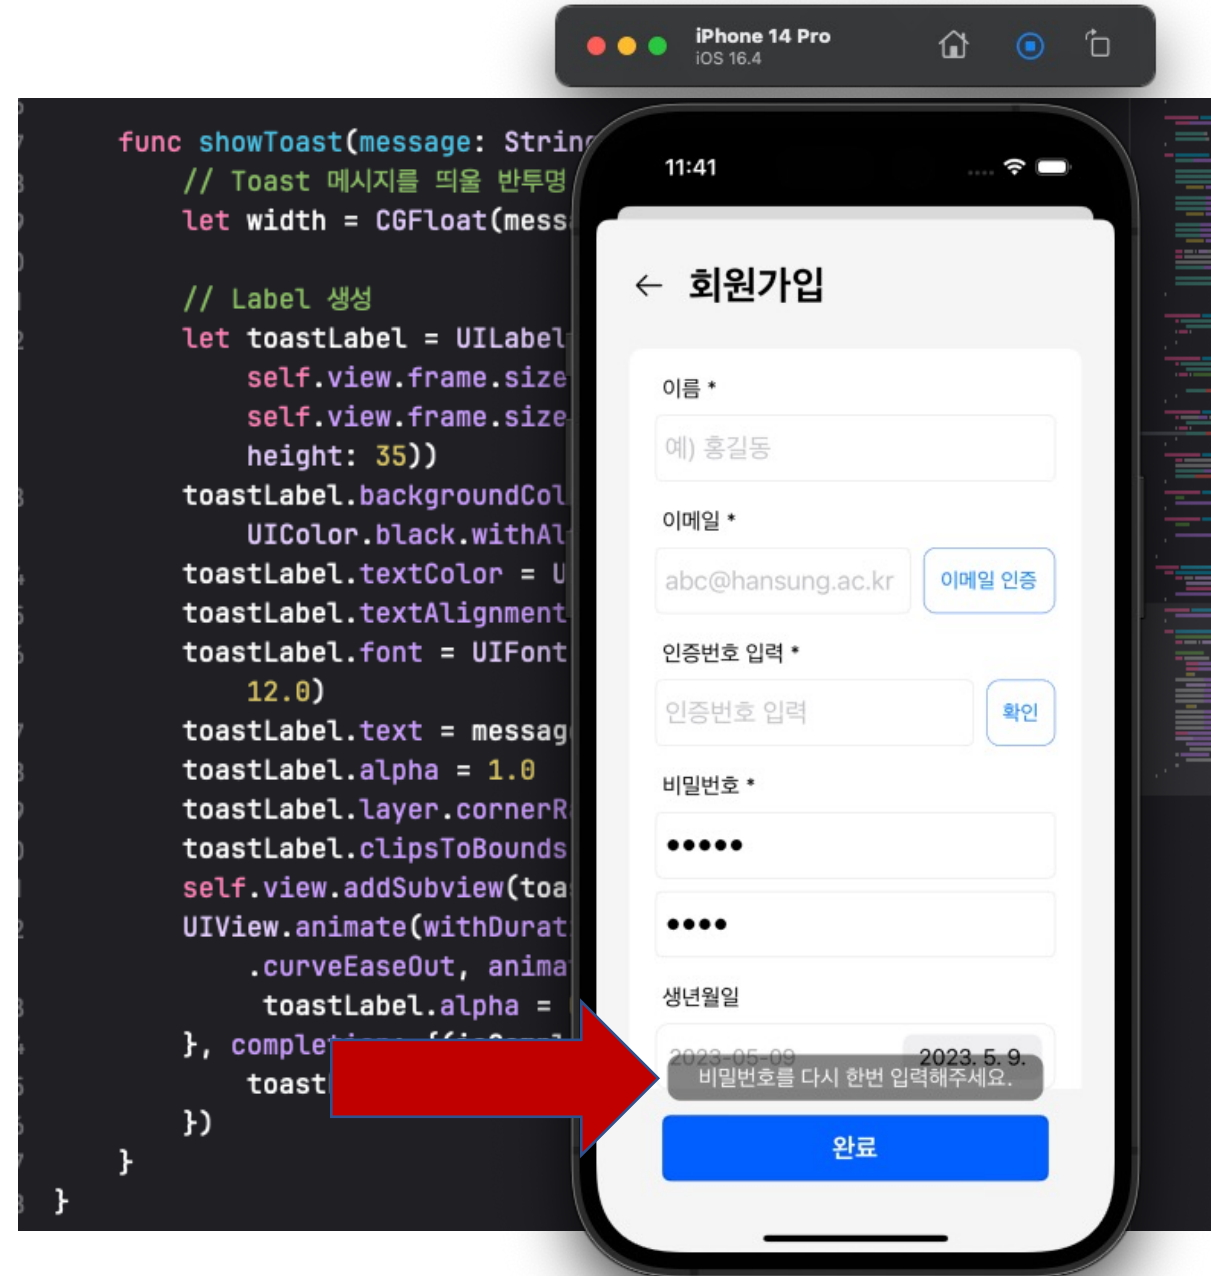 iPhone 14 Pro
iOS 16.4
func showToast(message: String
// Toast 메시지를 띄울 반투명
let width = CGFloat(mess
// Label 생성
let toastLabel = UILabel
self.view.frame.size
self.view.frame.size
height: 35))
toastLabel.backgroundCol
UIColor.black.withAl
toastLabel.textColor = U
toastLabel.textAlignment
toastLabel.font = UIFont
12.0)
toastLabel.text = messag
toastLabel.alpha = 1.0
toastLabel.layer.cornerR
toastLabel.clipsToBounds
self.view.addSubview(toa
UIView.animate(withDurat
.curveEaseOut, anima
toastLabel.alpha =
}, comple
toast
})
}
}
11:41
← 회원가입
이름 *
예) 홍길동
이메일 *
abc@hansung.ac.kr 이메일 인증
인증번호 입력 *
인증번호 입력 확인
비밀번호 *
•••••
••••
생년월일
2023-05-09 2023. 5. 9.
비밀번호를 다시 한번 입력해주세요.
완료